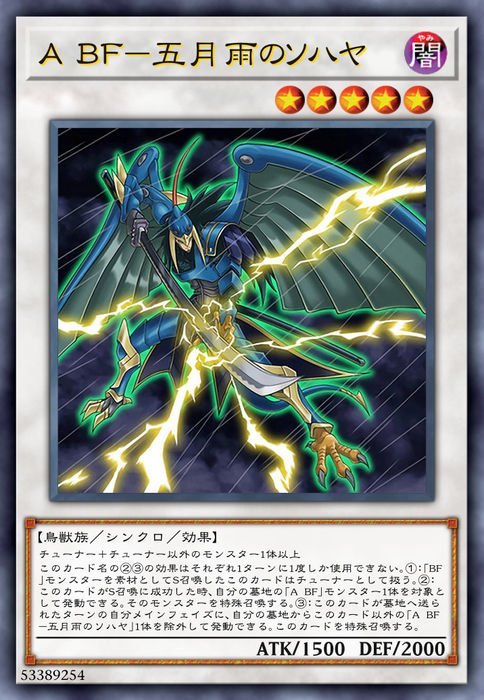 A BF－五月雨のソハヤ
やみ
闇
【鳥獣族／シンクロ／効果】
チューナー＋チューナー以外のモンスター1体以上
このカード名の②③の効果はそれぞれ1ターンに1度しか使用できない。①：「BF
」モンスターを素材としてS召喚したこのカードはチューナーとして扱う。②：
このカードがS召喚に成功した時、自分の墓地の「A BF」モンスター1体を対象と
して発動できる。そのモンスターを特殊召喚する。③：このカードが墓地へ送ら
れたターンの自分メインフェイズに、自分の墓地からこのカード以外の「A BF
－五月雨のソハヤ」1体を除外して発動できる。このカードを特殊召喚する。
ATK/1500 DEF/2000
53389254